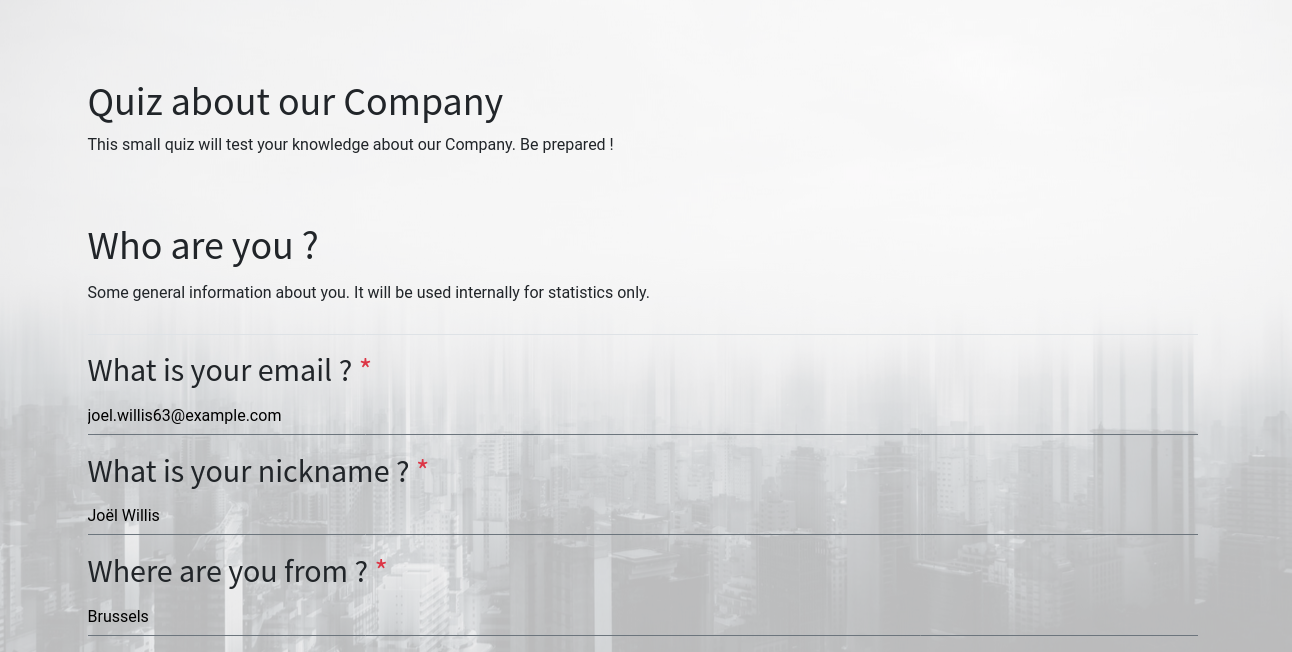 Quiz about our Company
This small quiz will test your knowledge about our Company. Be prepared !
Who are you ?
Some general information about you. It will be used internally for statistics only.
What is your email ? *
joel.willis63@example.com
What is your nickname ? *
Joël Willis
Where are you from ? *
Brussels